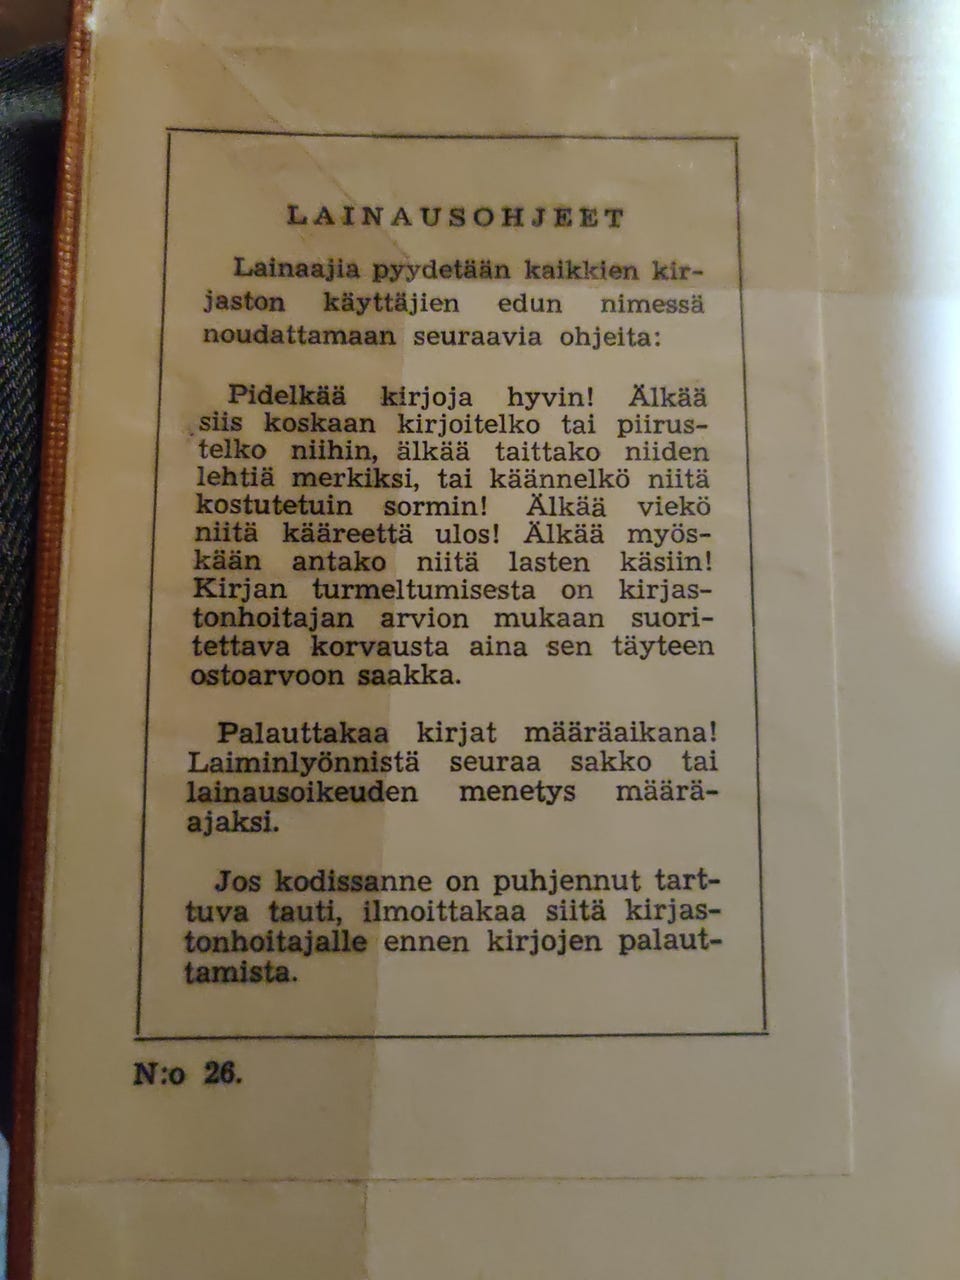 LAINAUSOHJEET
Lainaajia pyydetään kaikkien kir-
jaston käyttäjien edun nimessä
noudattamaan seuraavia ohjeita:
Pidelkää kirjoja hyvin! Älkää
siis koskaan kirjoitelko tai piirus-
telko niihin, älkää taittako niiden
lehtiä merkiksi, tai käännelkö niitä
kostutetuin sormin! Älkää viekö
niitä kääreettä ulos! Älkää myös-
kään antako niitä lasten käsiin!
Kirjan turmeltumisesta on kirjas-
tonhoitajan arvion mukaan suori-
tettava korvausta aina sen täyteen
ostoarvoon saakka.
Palauttakaa kirjat määräaikana!
Laiminlyönnistä seuraa sakko tai
lainausoikeuden menetys määrä-
ajaksi.
Jos kodissanne on puhjennut tart-
tuva tauti, ilmoittakaa siitä kirjas-
tonhoitajalle ennen kirjojen palaut-
tamista.
N:o 26.